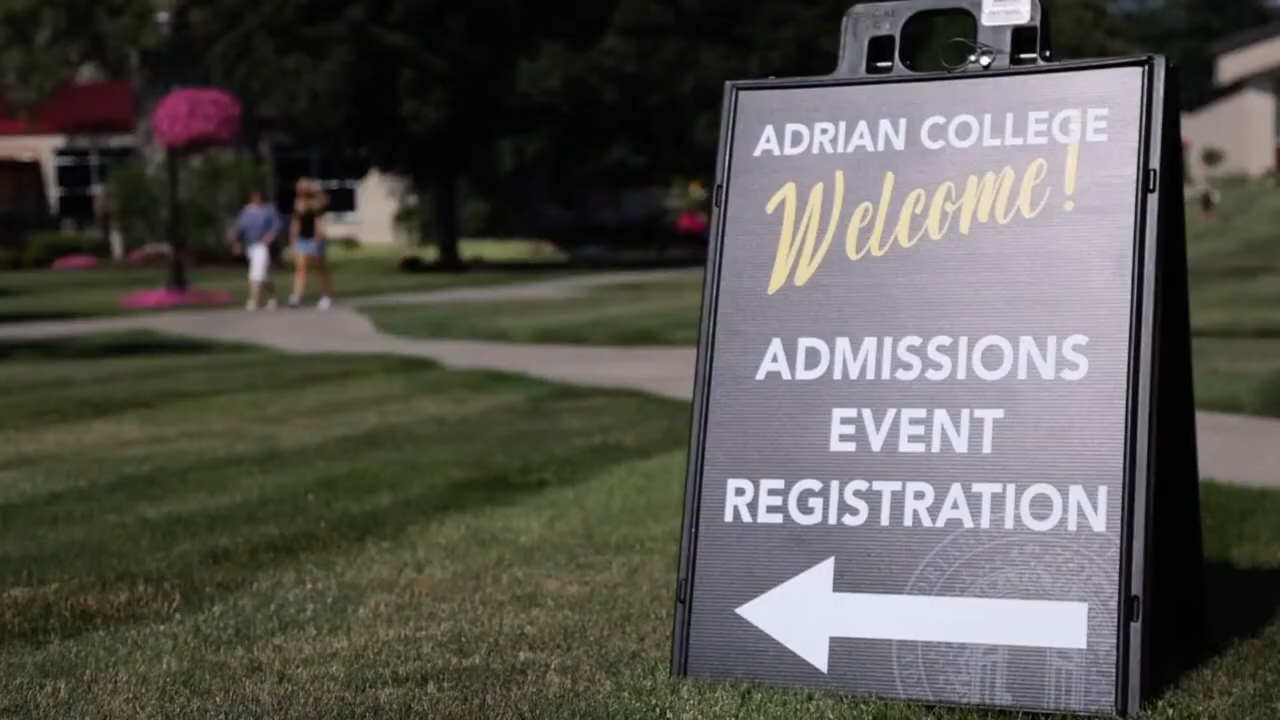 ADRIAN COLLEGE
Welcome!
ADMISSIONS
EVENT
REGISTRATION